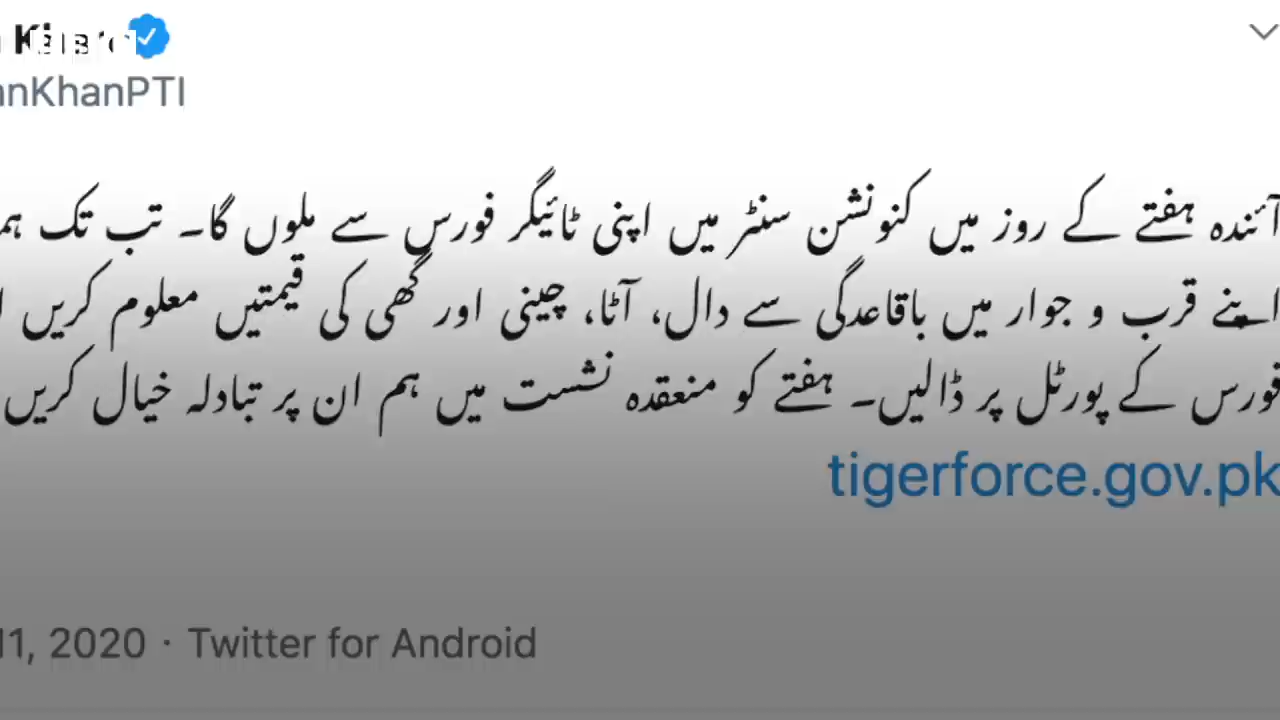 Khan
nKhanPTI
آئندہ ہفتے کے روز میں کنونشن سنٹر میں اپنی ٹائیگر فورس سے ملوں گا۔ تب تک ہم
اپنے قرب و جوار میں باقاعدگی سے دال، آٹا، چینی اور گھی کی قیمتیں معلوم کریں
فورس کے پورٹل پر ڈالیں۔ ہفتے کو منعقدہ نشست میں ہم ان پر تبادلہ خیال کریں
tigerforce.gov.pk
11, 2020 · Twitter for Android